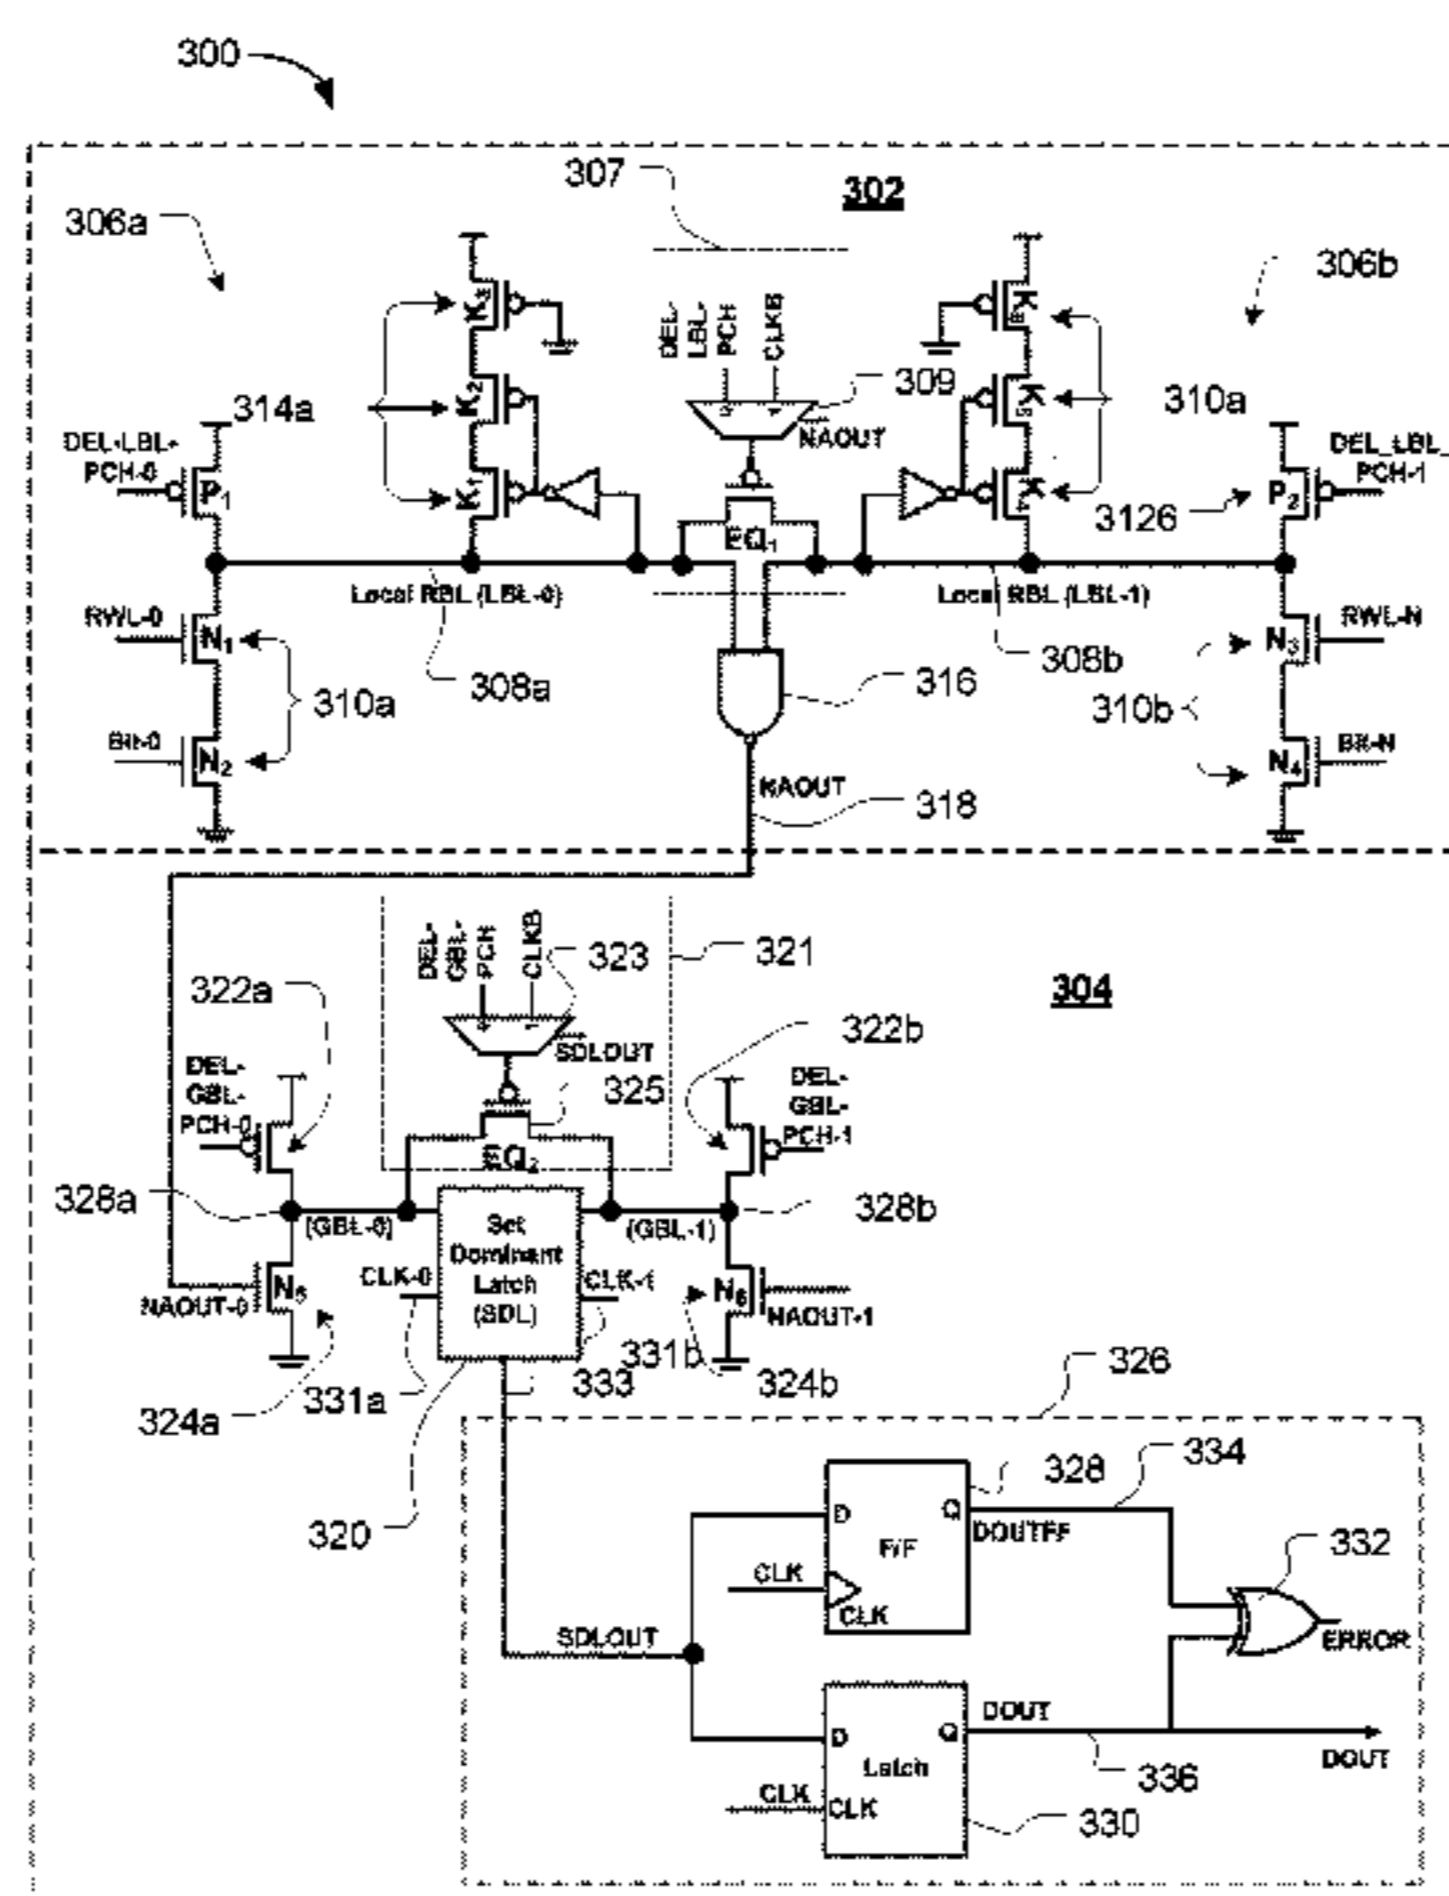 300
307
302
306a
306b
K3
K
DEL-
LBL-
PCH
CLKB
309
314a
K2
K
310a
NAOUT
DEL-LBL-
PCH-0
P1
K1
K
3126
P2
DEL_LBL_
PCH-1
EQ1
Local RBL (LBL-0)
Local RBL (LBL-1)
RWL-0
N1
308a
316
308b
N3
RWL-N
310a
310b
N2
N4
NAOUT
318
DEL-
GBL-
PCH
CLKB
323
321
304
322a
322b
SDLOUT
325
DEL-
GBL-
PCH-0
DEL-
GBL-
PCH-1
EQ2
328a
(GBL-0)
Set
Dominant
Latch
(SDL)
(GBL-1)
328b
CLK-0
CLK-1
N5
N6
NAOUT-0
NAOUT-1
331b
331a
333
324b
326
324a
334
328
320
D
Q
DOUTFF
F/F
332
CLK
CLK
SDLOUT
ERROR
DOUT
D
Q
Latch
DOUT
336
CLK
CLK
330